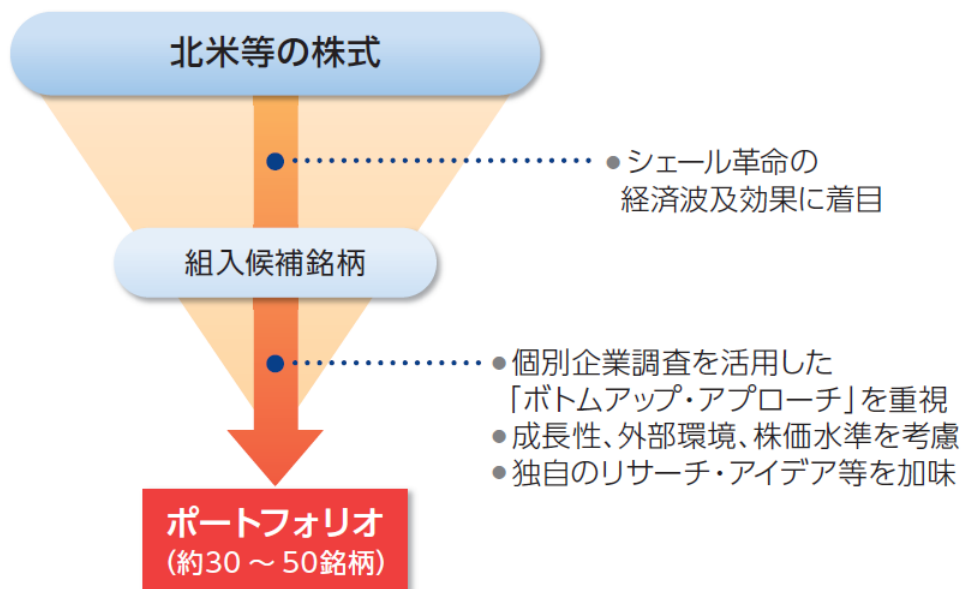 北米等の株式
●シェール革命の
経済波及効果に着目
組入候補銘柄
●個別企業調査を活用した
「ボトムアップ・アプローチ」を重視
●成長性、外部環境、株価水準を考慮
●独自のリサーチ・アイデア等を加味
ポートフォリオ
(約30 ～ 50銘柄)